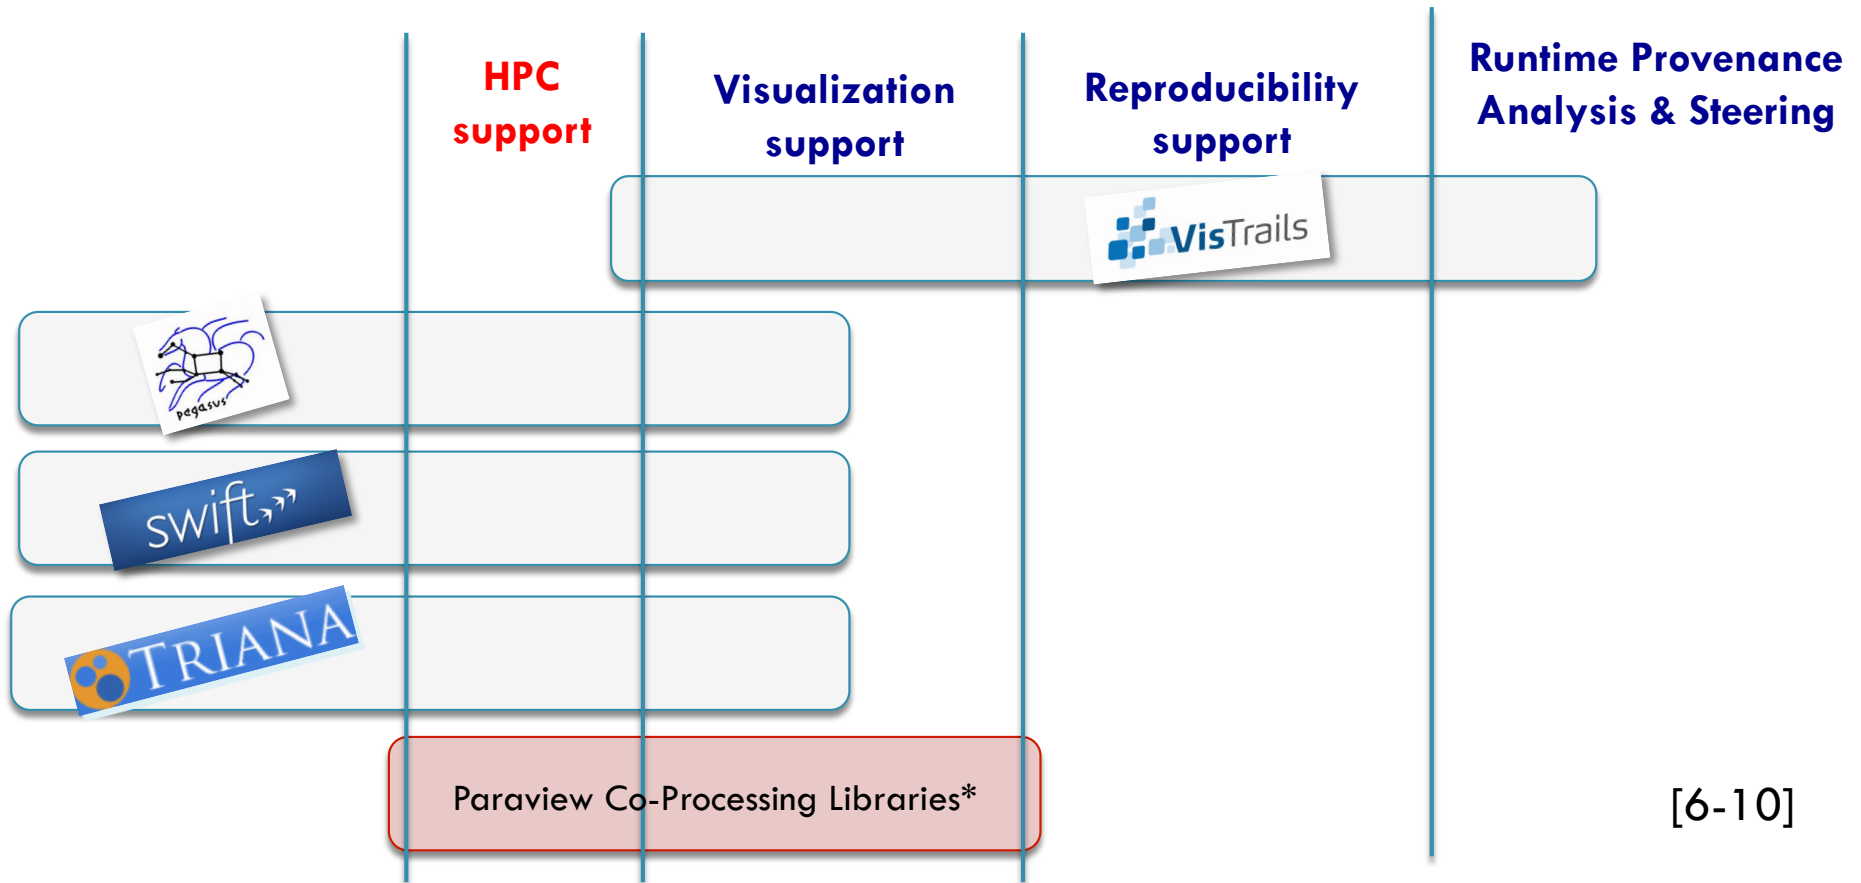 HPC
support
Visualization
support
Reproducibility
support
Runtime Provenance
Analysis & Steering
VisTrails
pegasus
swift
TRIANA
Paraview Co-Processing Libraries*
[6-10]